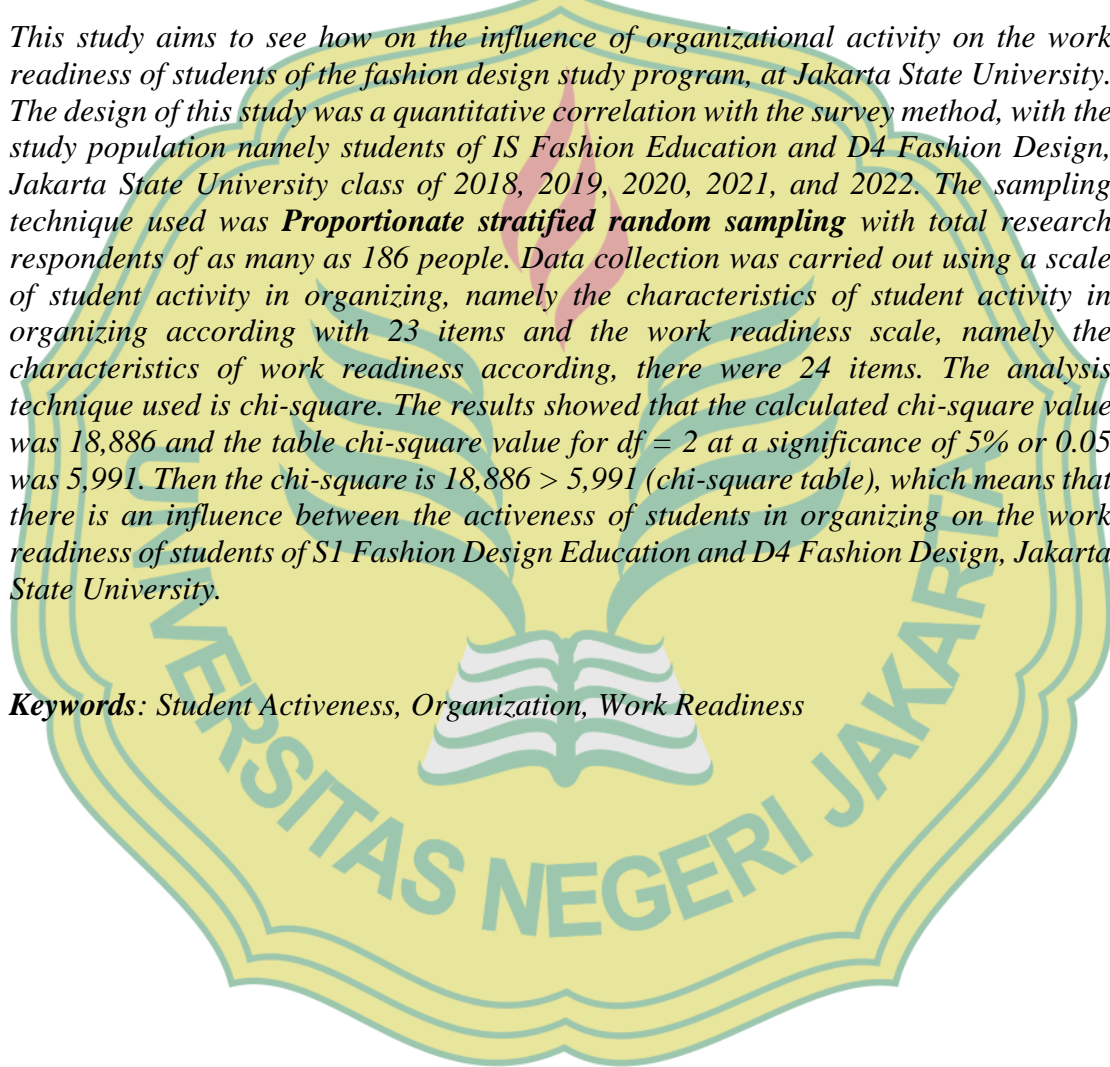 This study aims to see how on the influence of organizational activity on the work
readiness of students of the fashion design study program, at Jakarta State University.
The design of this study was a quantitative correlation with the survey method, with the
study population namely students of IS Fashion Education and D4 Fashion Design,
Jakarta State University class of 2018, 2019, 2020, 2021, and 2022. The sampling
technique used was Proportionate stratified random sampling with total research
respondents of as many as 186 people. Data collection was carried out using a scale
of student activity in organizing, namely the characteristics of student activity in
organizing according with 23 items and the work readiness scale, namely the
characteristics of work readiness according, there were 24 items. The analysis
technique used is chi-square. The results showed that the calculated chi-square value
was 18,886 and the table chi-square value for df = 2 at a significance of 5% or 0.05
was 5,991. Then the chi-square is 18,886 > 5,991 (chi-square table), which means that
there is an influence between the activeness of students in organizing on the work
readiness of students of S1 Fashion Design Education and D4 Fashion Design, Jakarta
State University.
Keywords: Student Activeness, Organization, Work Readiness
UNIVERSITAS NEGERI JAKARTA